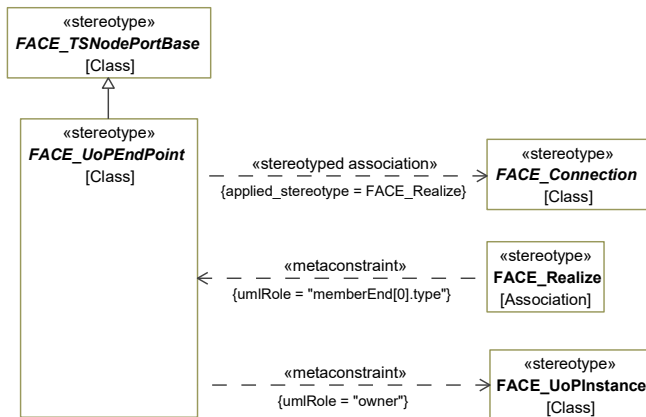 «stereotype»
FACE_TSNodePortBase
[Class]
«stereotype»
FACE_UoPEndPoint
[Class]
«stereotyped association»
{applied_stereotype = FACE_Realize}
«stereotype»
FACE_Connection
[Class]
«metaconstraint»
{umlRole = "memberEnd[0].type"}
«stereotype»
FACE_Realize
[Association]
«metaconstraint»
{umlRole = "owner"}
«stereotype»
FACE_UoPInstance
[Class]